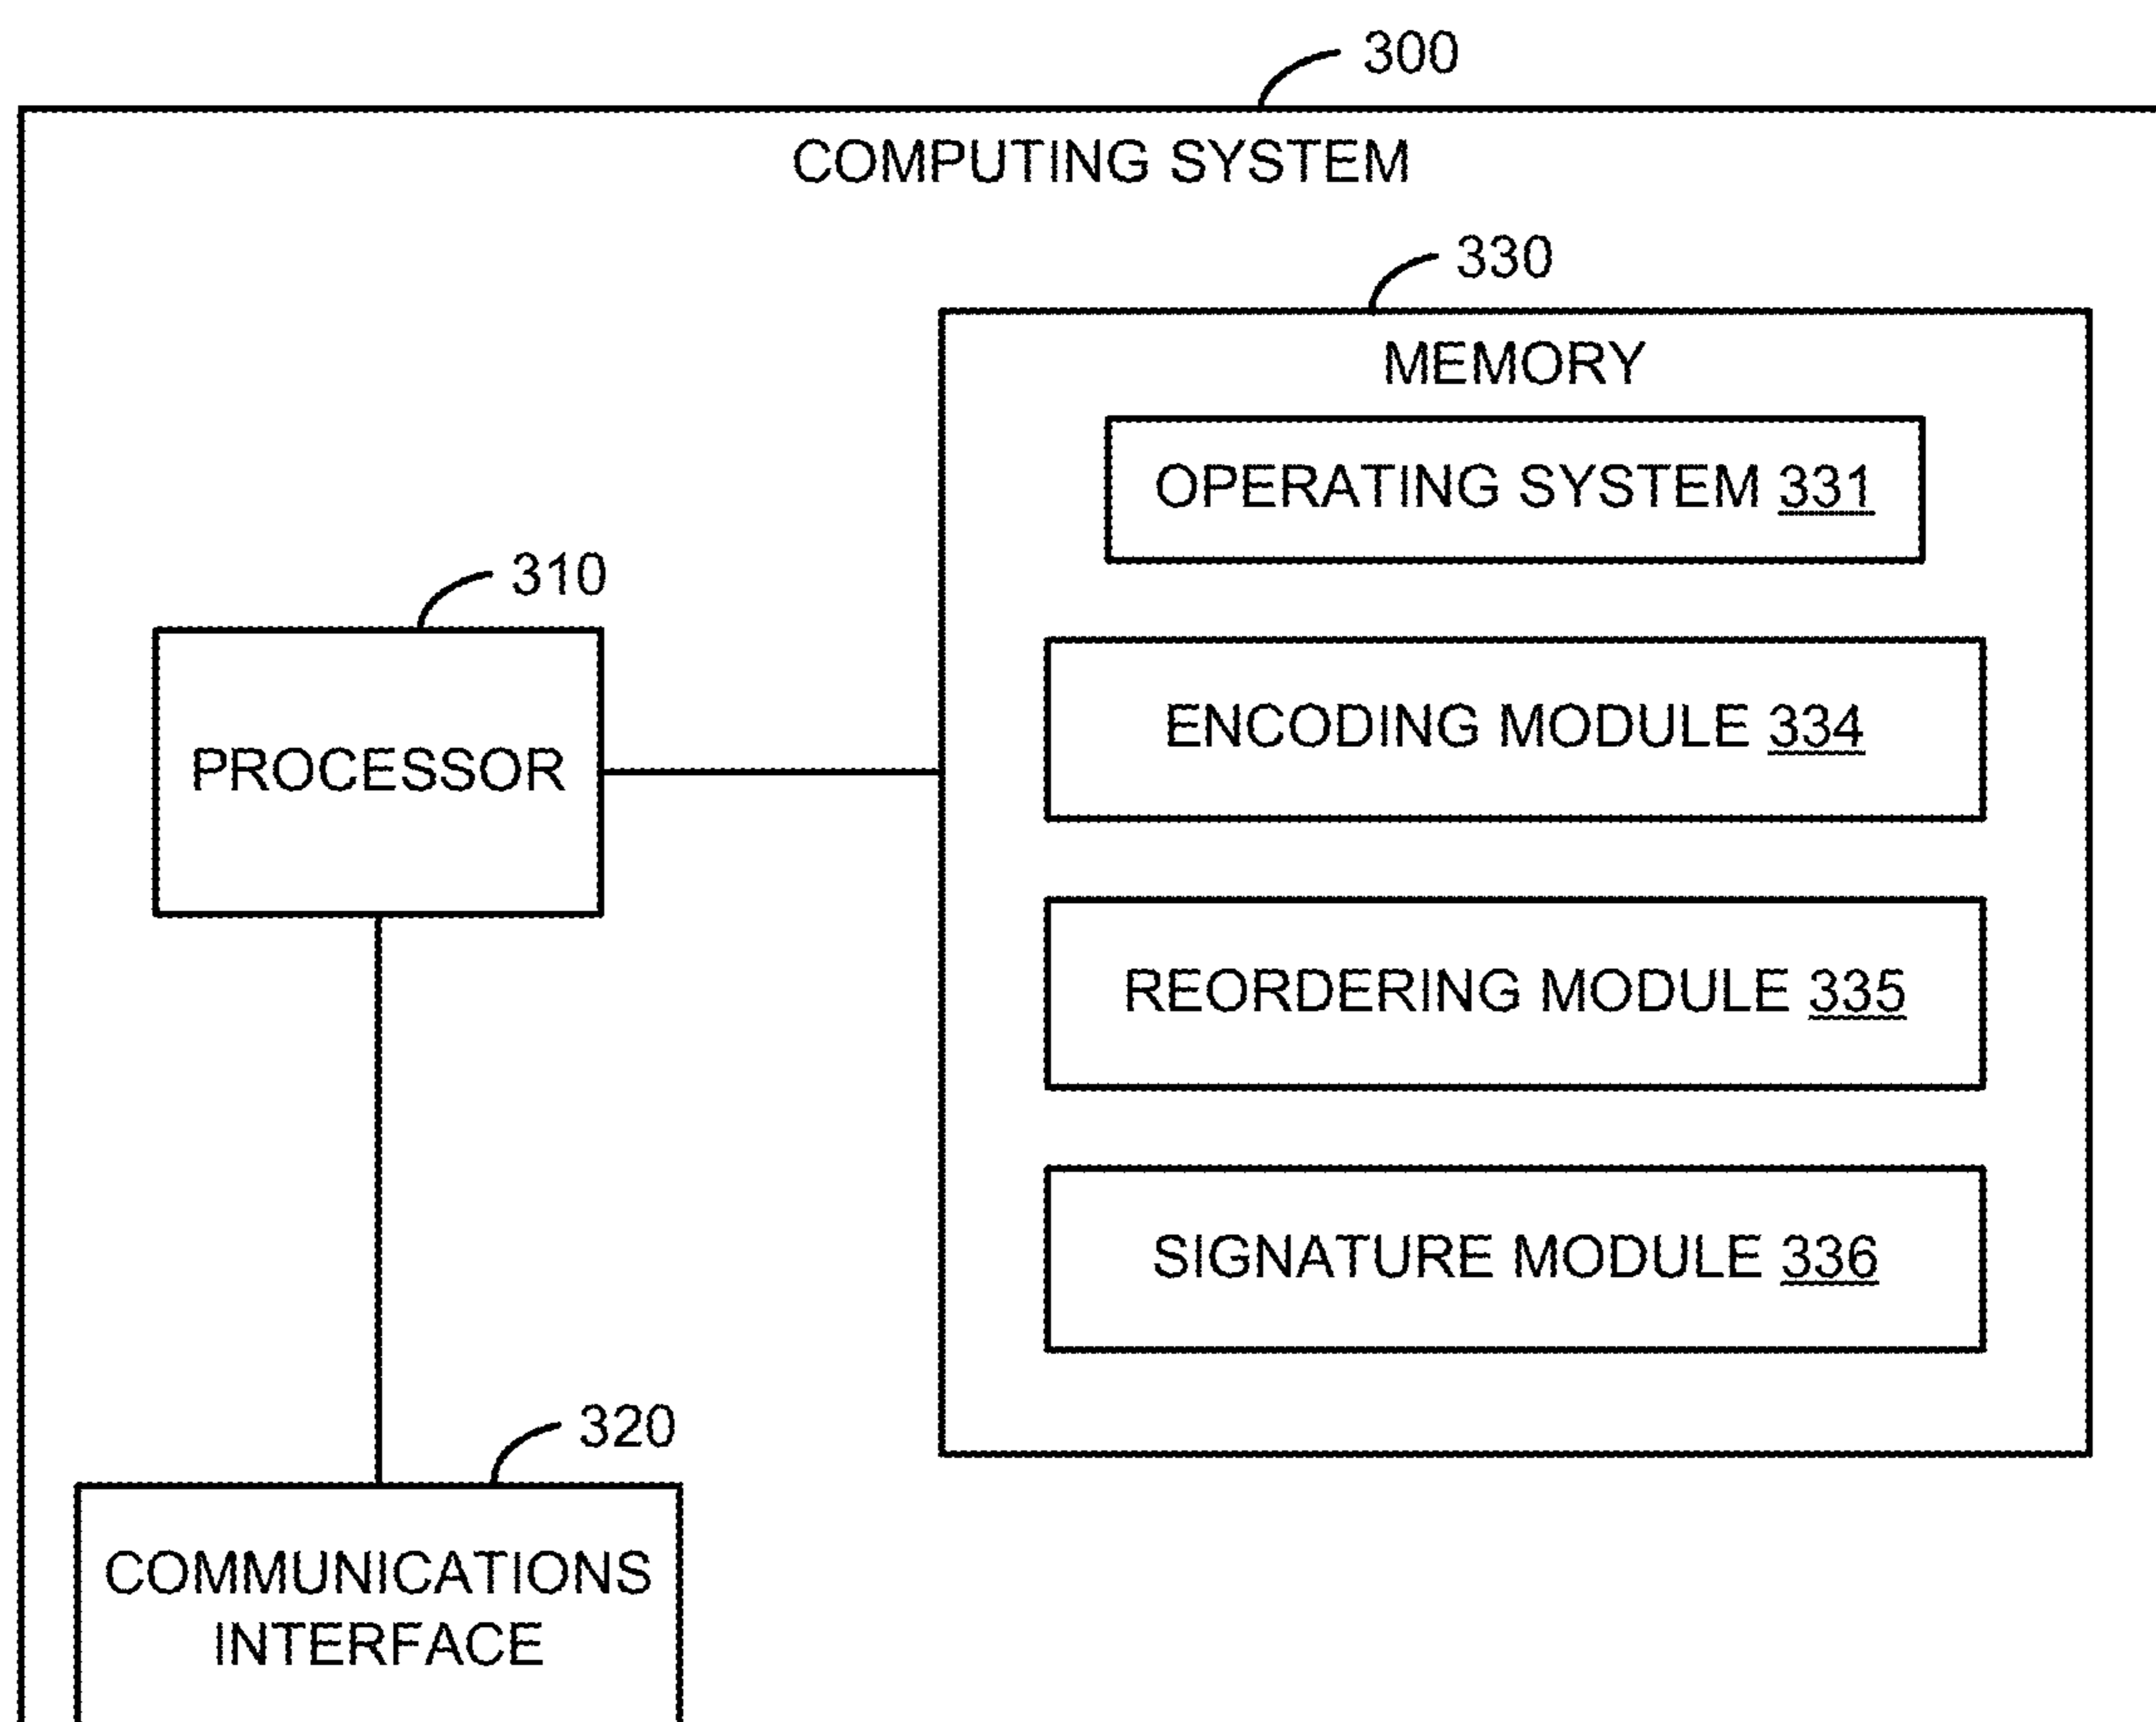 300
COMPUTING SYSTEM
330
MEMORY
OPERATING SYSTEM 331
310
ENCODING MODULE 334
PROCESSOR
REORDERING MODULE 335
SIGNATURE MODULE 336
320
COMMUNICATIONS
INTERFACE